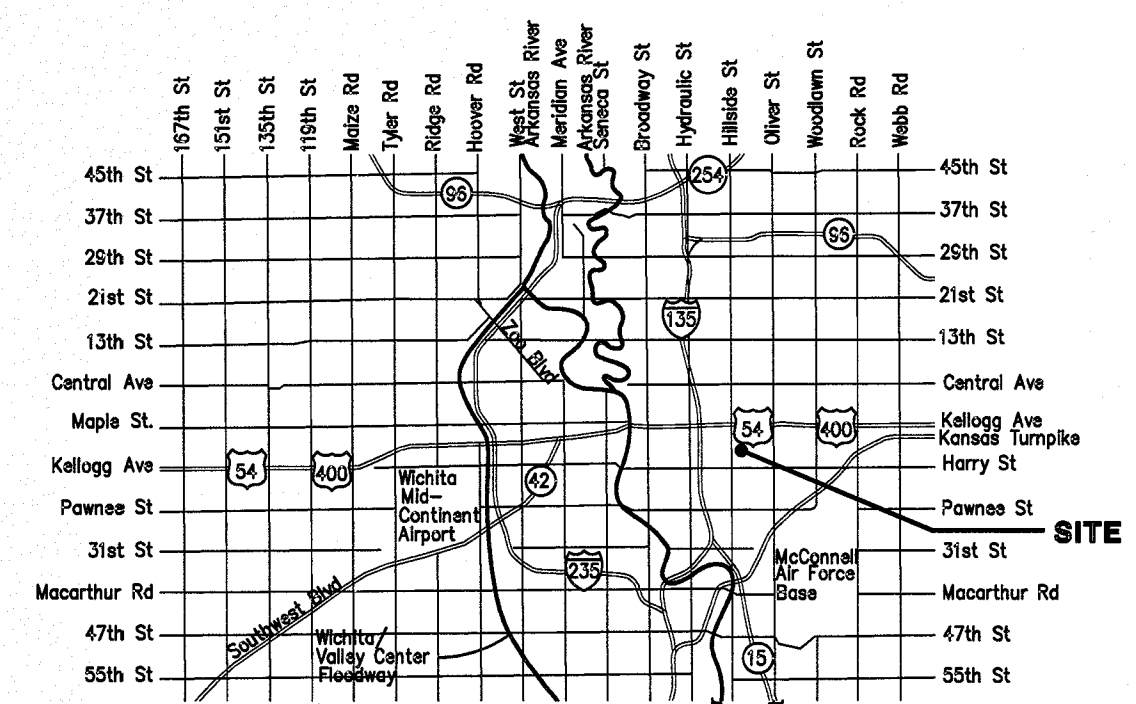 167th St
151st St
135th St
119th St
Maize Rd
Tyler Rd
Ridge Rd
Hoover Rd
West St
Arkansas River
Meridian Ave
Arkansas River
Seneca St
Broadway St
Hydraulic St
Hillside St
Oliver St
Woodlawn St
Rock Rd
Webb Rd
45th St
96
254
45th St
37th St
37th St
96
29th St
29th St
21st St
21st St
135
13th St
Zoo Blvd
13th St
Central Ave
Central Ave
Maple St.
54
400
Kellogg Ave
Kansas Turnpike
Kellogg Ave
54
400
Harry St
Wichita
Mid-
Continent
Airport
42
Pawnee St
Pawnee St
SITE
31st St
31st St
235
McConnell
Air Force
Base
Macarthur Rd
Macarthur Rd
Southwest Blvd
47th St
47th St
Wichita/
Valley Center
Floodway
15
55th St
55th St